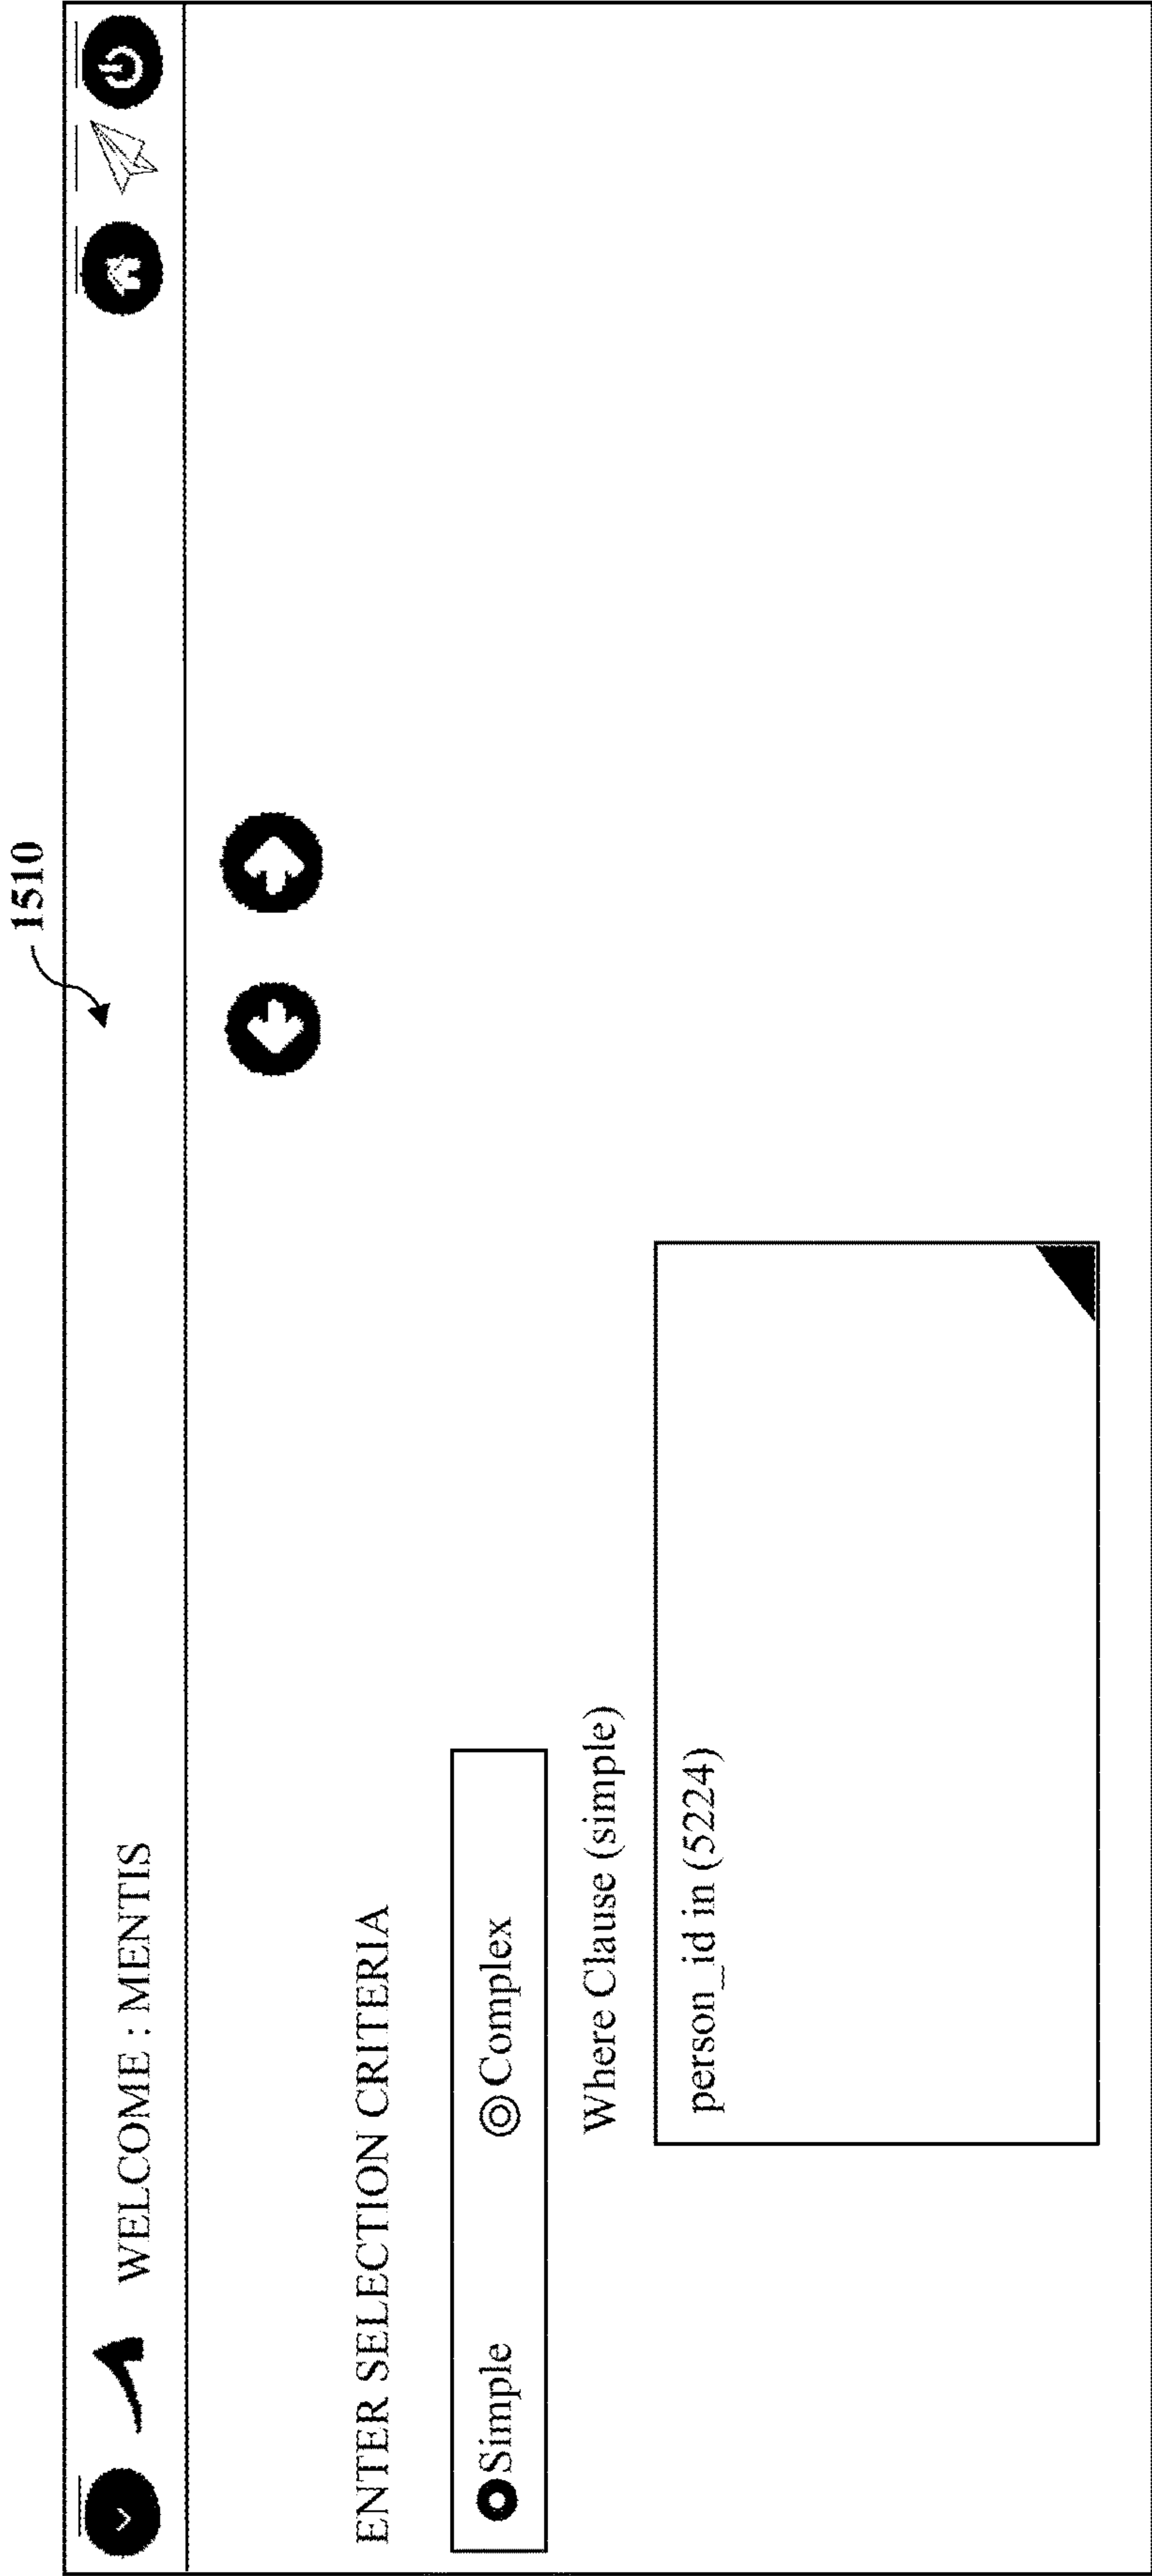 1510
WELCOME : MENTIS
ENTER SELECTION CRITERIA
Simple Complex
Where Clause (simple)
person_id in (5224)